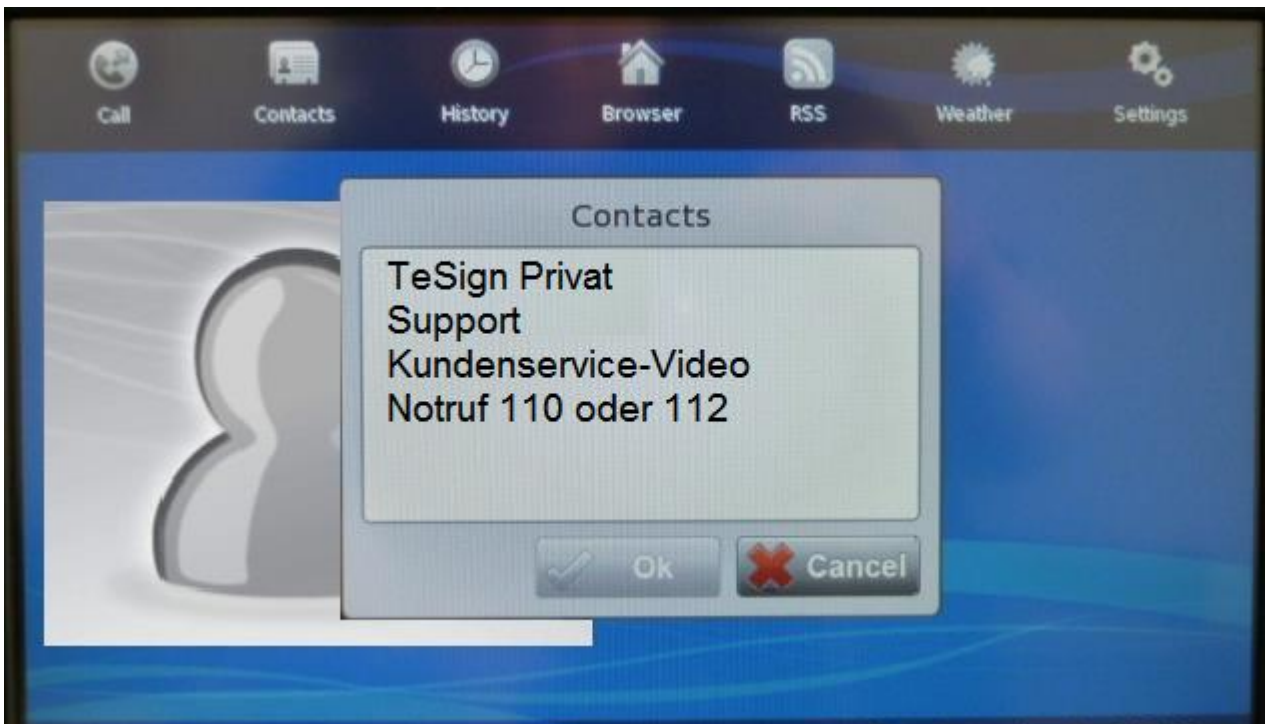 Call
Contacts
History
Browser
RSS
Weather
Settings
Contacts
TeSign Privat
Support
Kundenservice-Video
Notruf 110 oder 112
Ok
Cancel